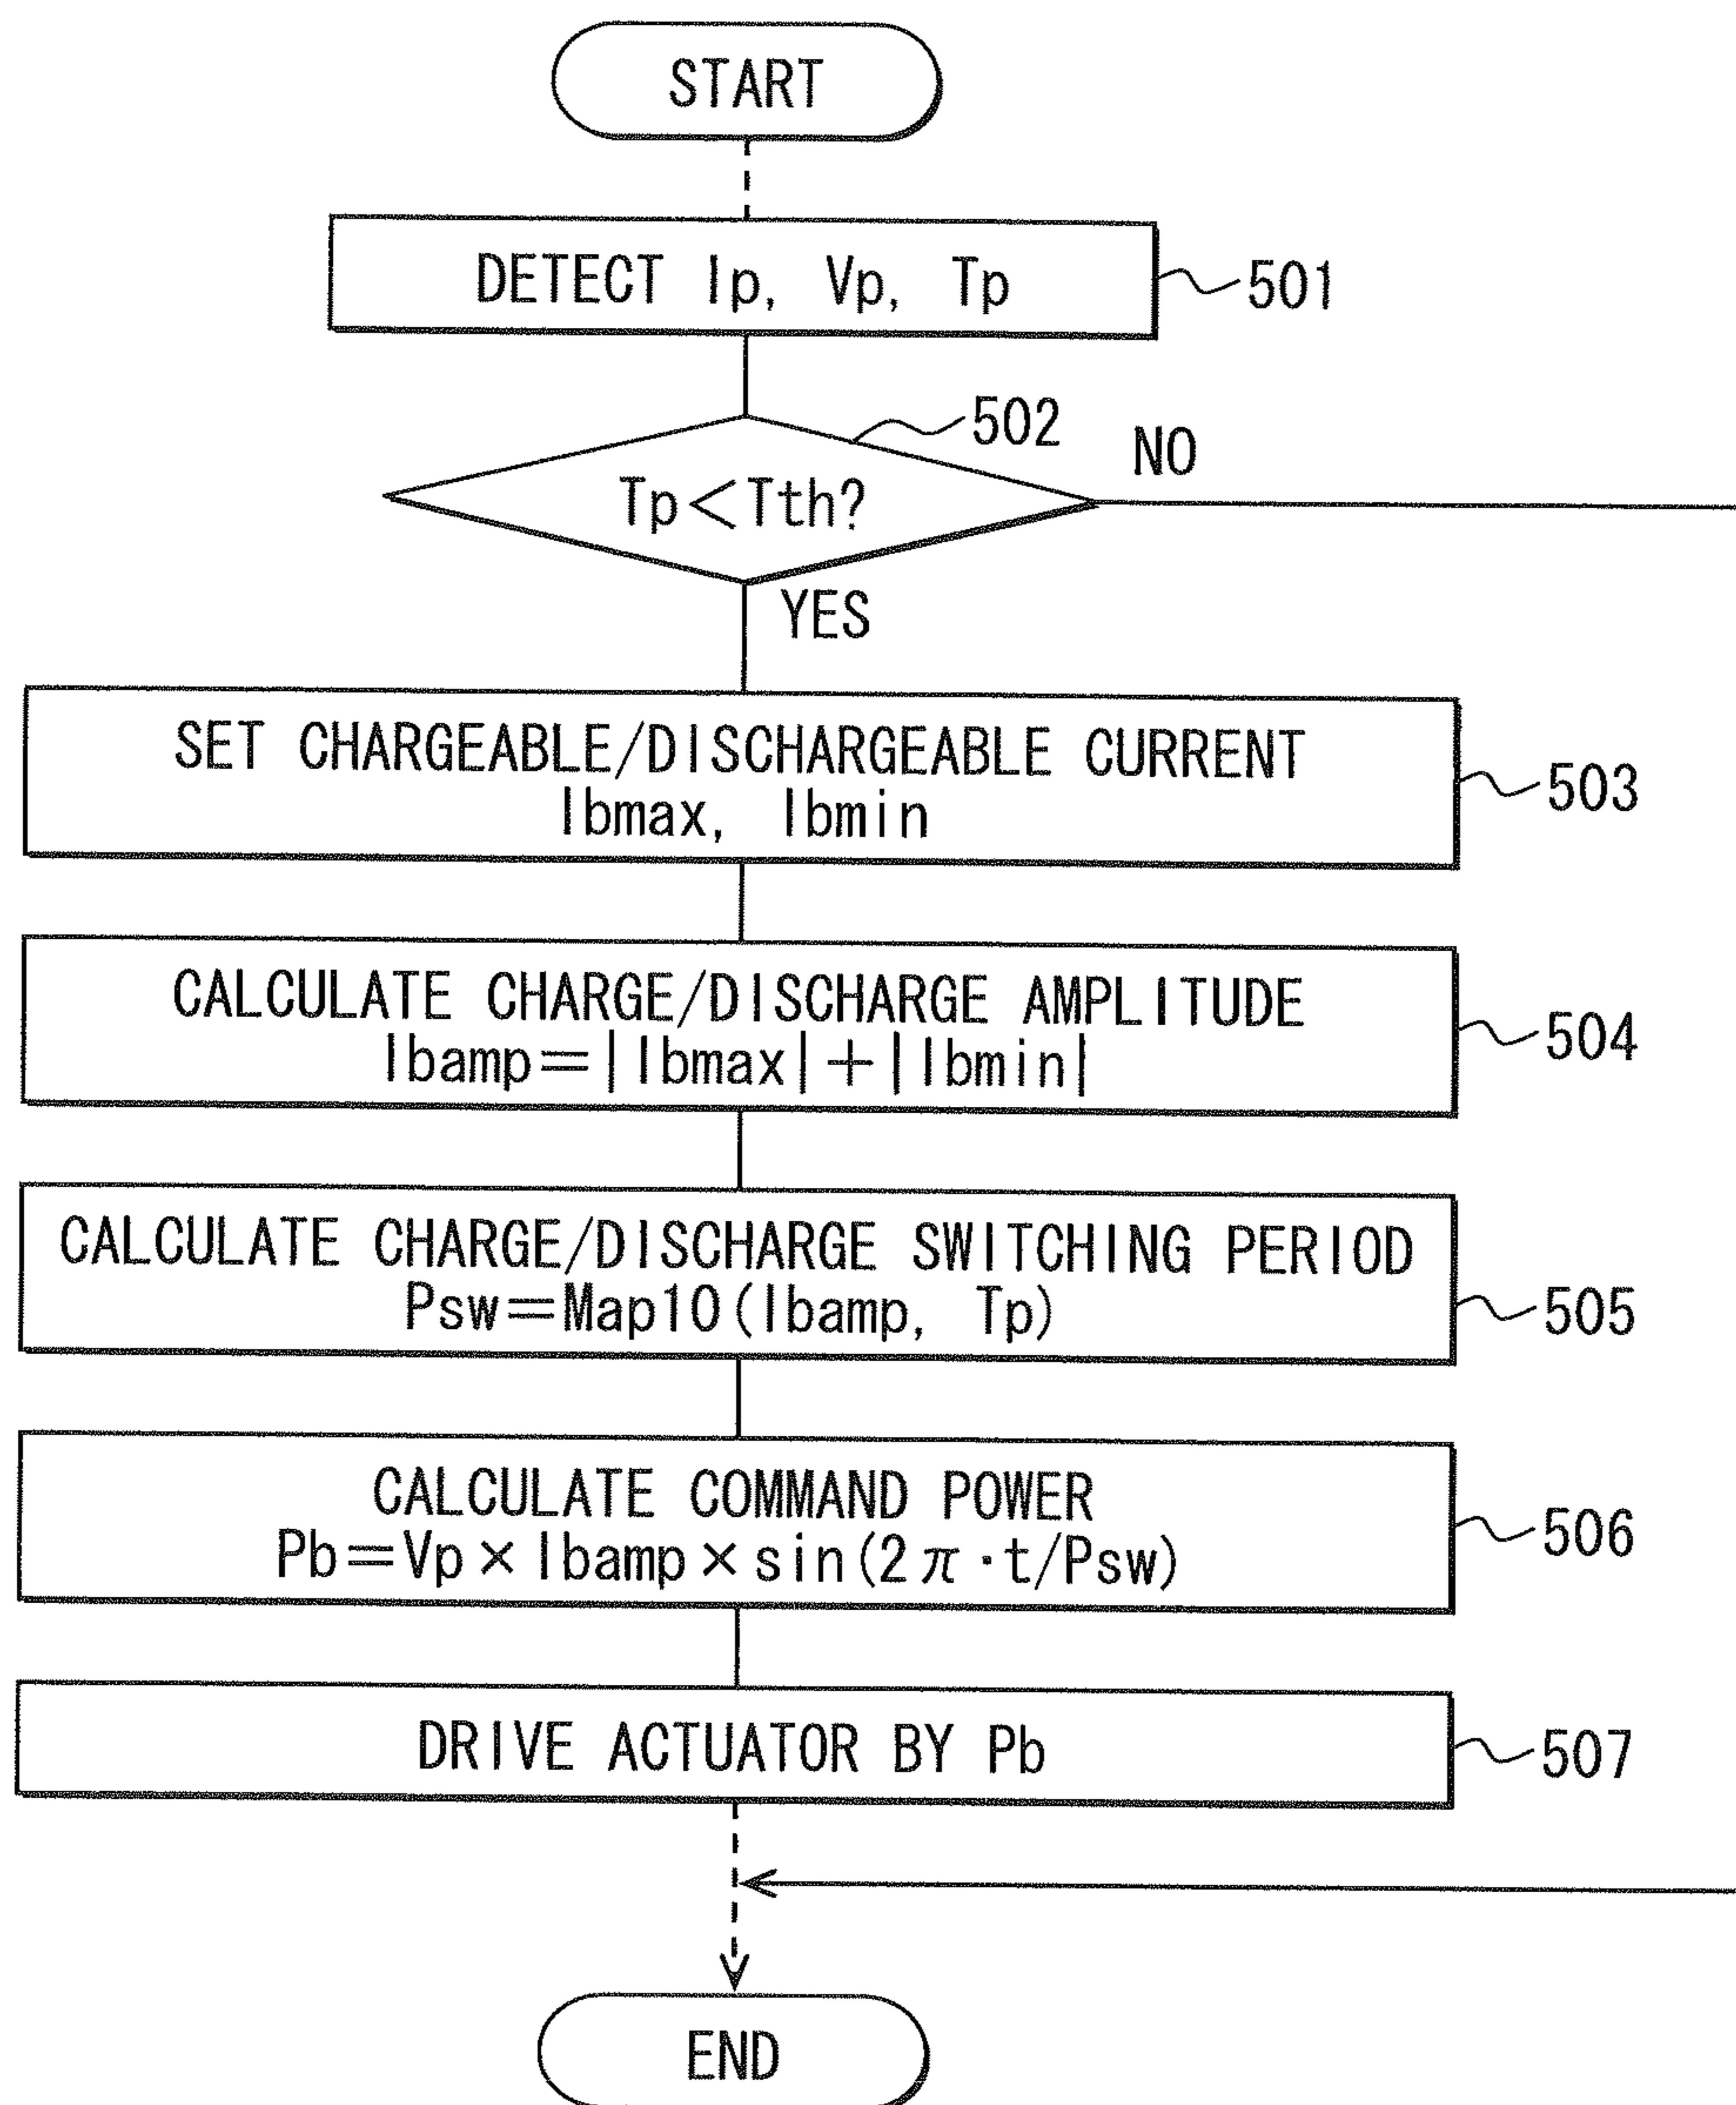 START
DETECT Ip, Vp, Tp
501
502
NO
Tp<Tth?
YES
SET CHARGEABLE/DISCHARGEABLE CURRENT
Ibmax, Ibmin
503
CALCULATE CHARGE/DISCHARGE AMPLITUDE
Ibamp=|Ibmax|+|Ibmin|
504
CALCULATE CHARGE/DISCHARGE SWITCHING PERIOD
Psw=Map10(Ibamp, Tp)
505
CALCULATE COMMAND POWER
Pb=Vp×Ibamp×sin(2π·t/Psw)
506
DRIVE ACTUATOR BY Pb
507
END